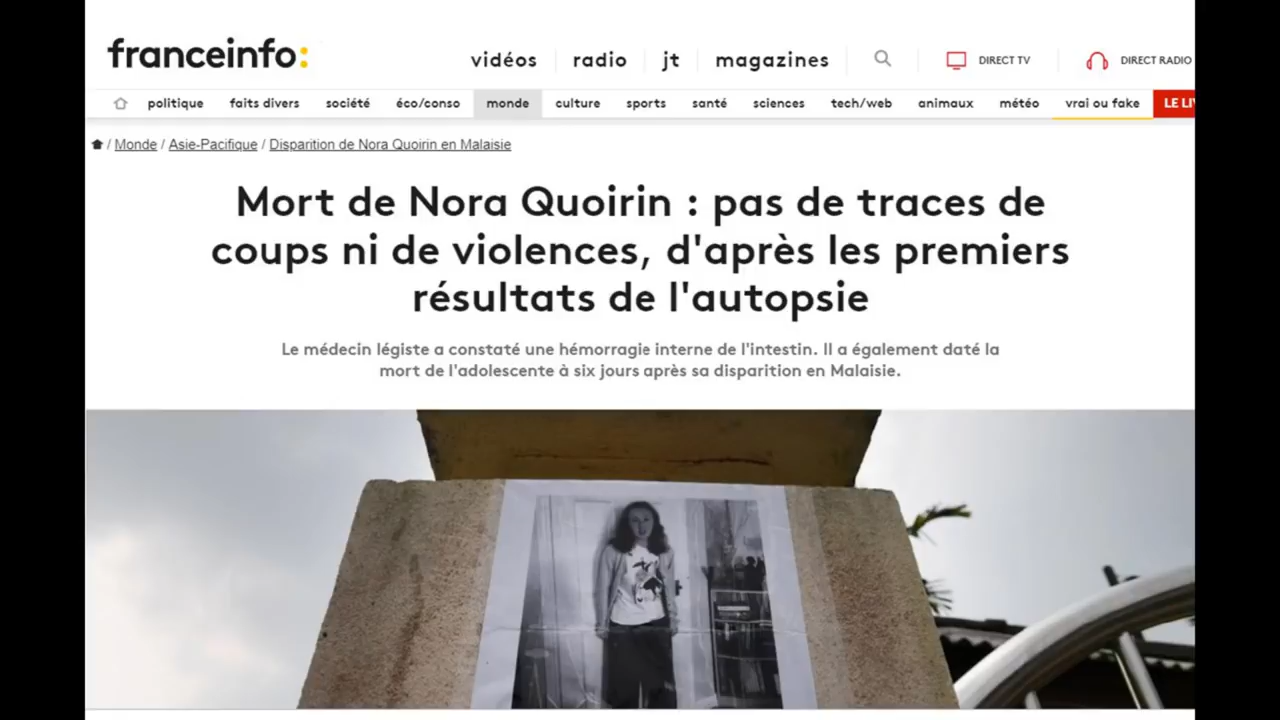 franceinfo:
vidéos radio jt magazines DIRECT TV DIRECT RADIO
politique faits divers société éco/conso monde culture sports santé sciences tech/web animaux météo vrai ou fake LE LIV
/ Monde / Asie-Pacifique / Disparition de Nora Quoirin en Malaisie
Mort de Nora Quoirin : pas de traces de
coups ni de violences, d'après les premiers
résultats de l'autopsie
Le médecin légiste a constaté une hémorragie interne de l'intestin. Il a également daté la
mort de l'adolescente à six jours après sa disparition en Malaisie.